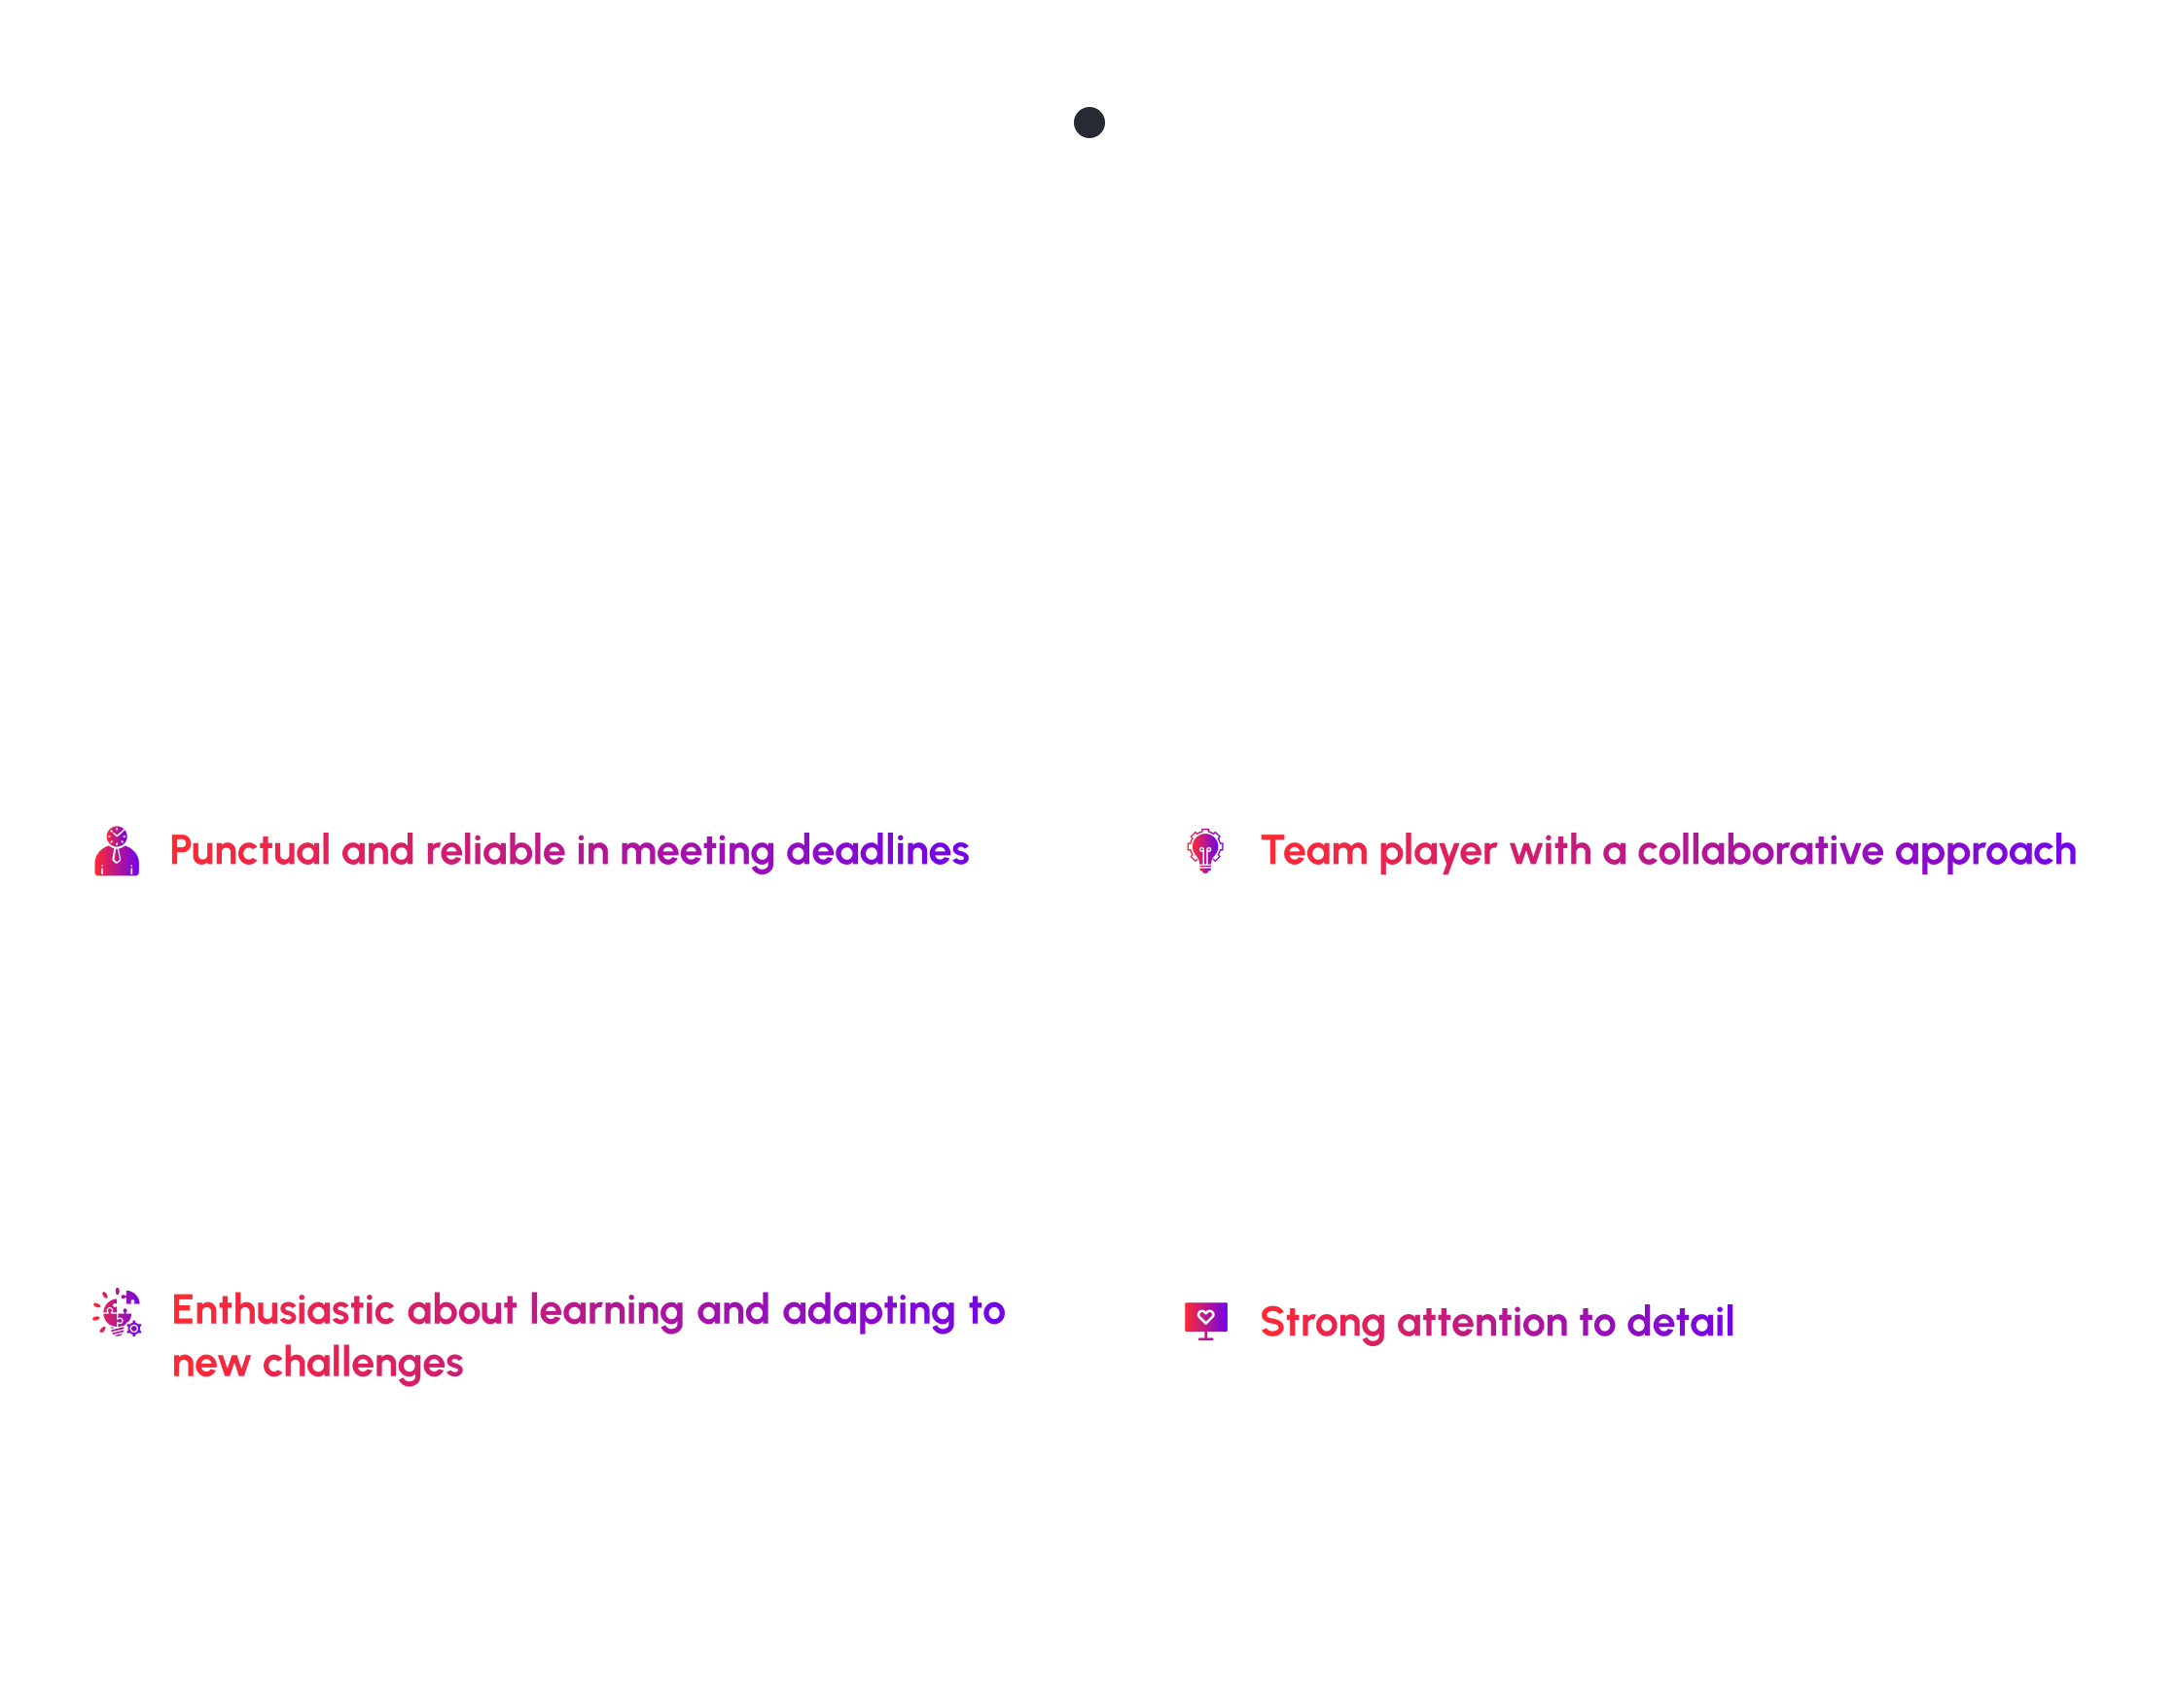 Punctual and reliable in meeting deadlines
Team player with a collaborative approach
Enthusiastic about learning and adapting to
new challenges
Strong attention to detail